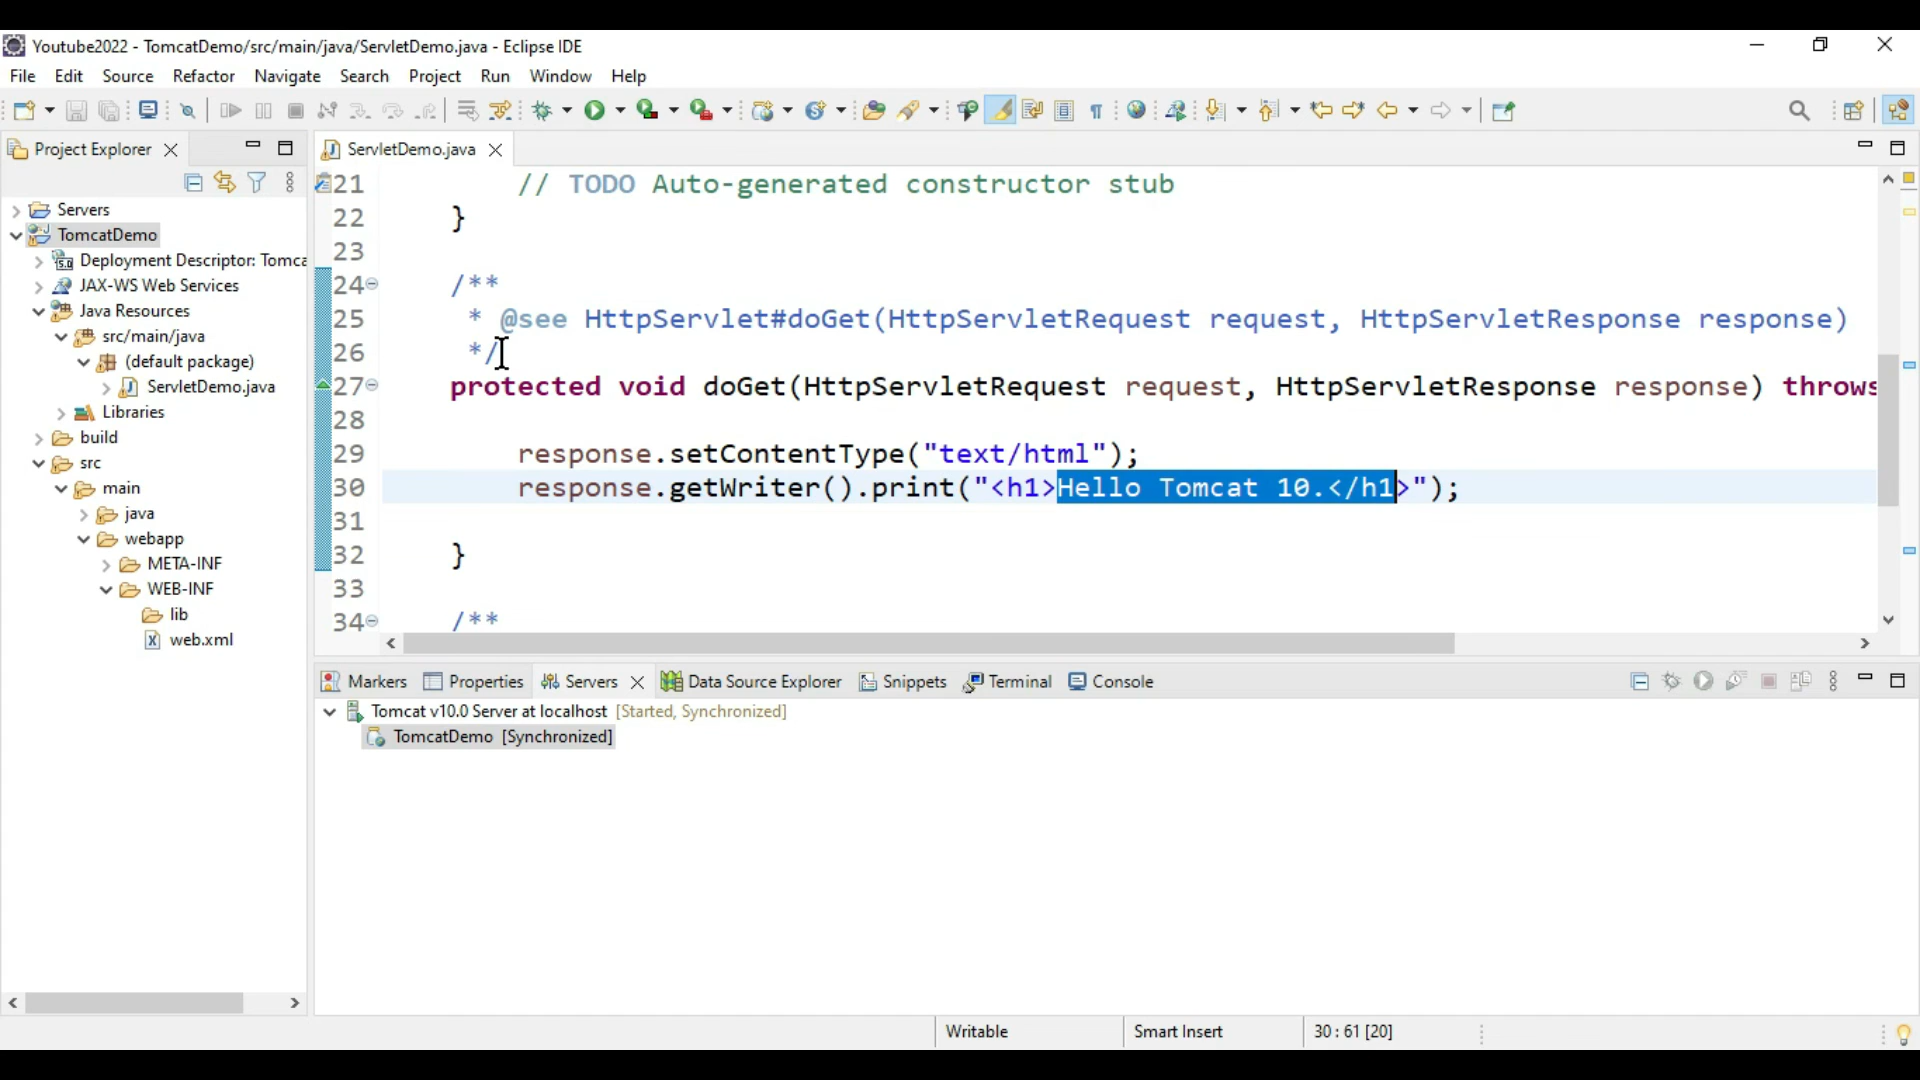 Youtube2022 - TomcatDemo/src/main/java/ServletDemo.java - Eclipse IDE
File Edit Source Refactor Navigate Search Project Run Window Help
Project Explorer
Servers
TomcatDemo
Deployment Descriptor: Tomca
JAX-WS Web Services
Java Resources
src/main/java
(default package)
ServletDemo.java
Libraries
build
src
main
java
webapp
META-INF
WEB-INF
lib
web.xml
ServletDemo.java
21 // TODO Auto-generated constructor stub
22 }
23
24 /**
25 * @see HttpServlet#doGet(HttpServletRequest request, HttpServletResponse response)
26 */
27 protected void doGet(HttpServletRequest request, HttpServletResponse response) throws
28
29 response.setContentType("text/html");
30 response.getWriter().print("<h1>Hello Tomcat 10.</h1>");
31
32 }
33
34 /**
Markers Properties Servers Data Source Explorer Snippets Terminal Console
Tomcat v10.0 Server at localhost [Started, Synchronized]
TomcatDemo [Synchronized]
Writable Smart Insert 30 : 61 [20]